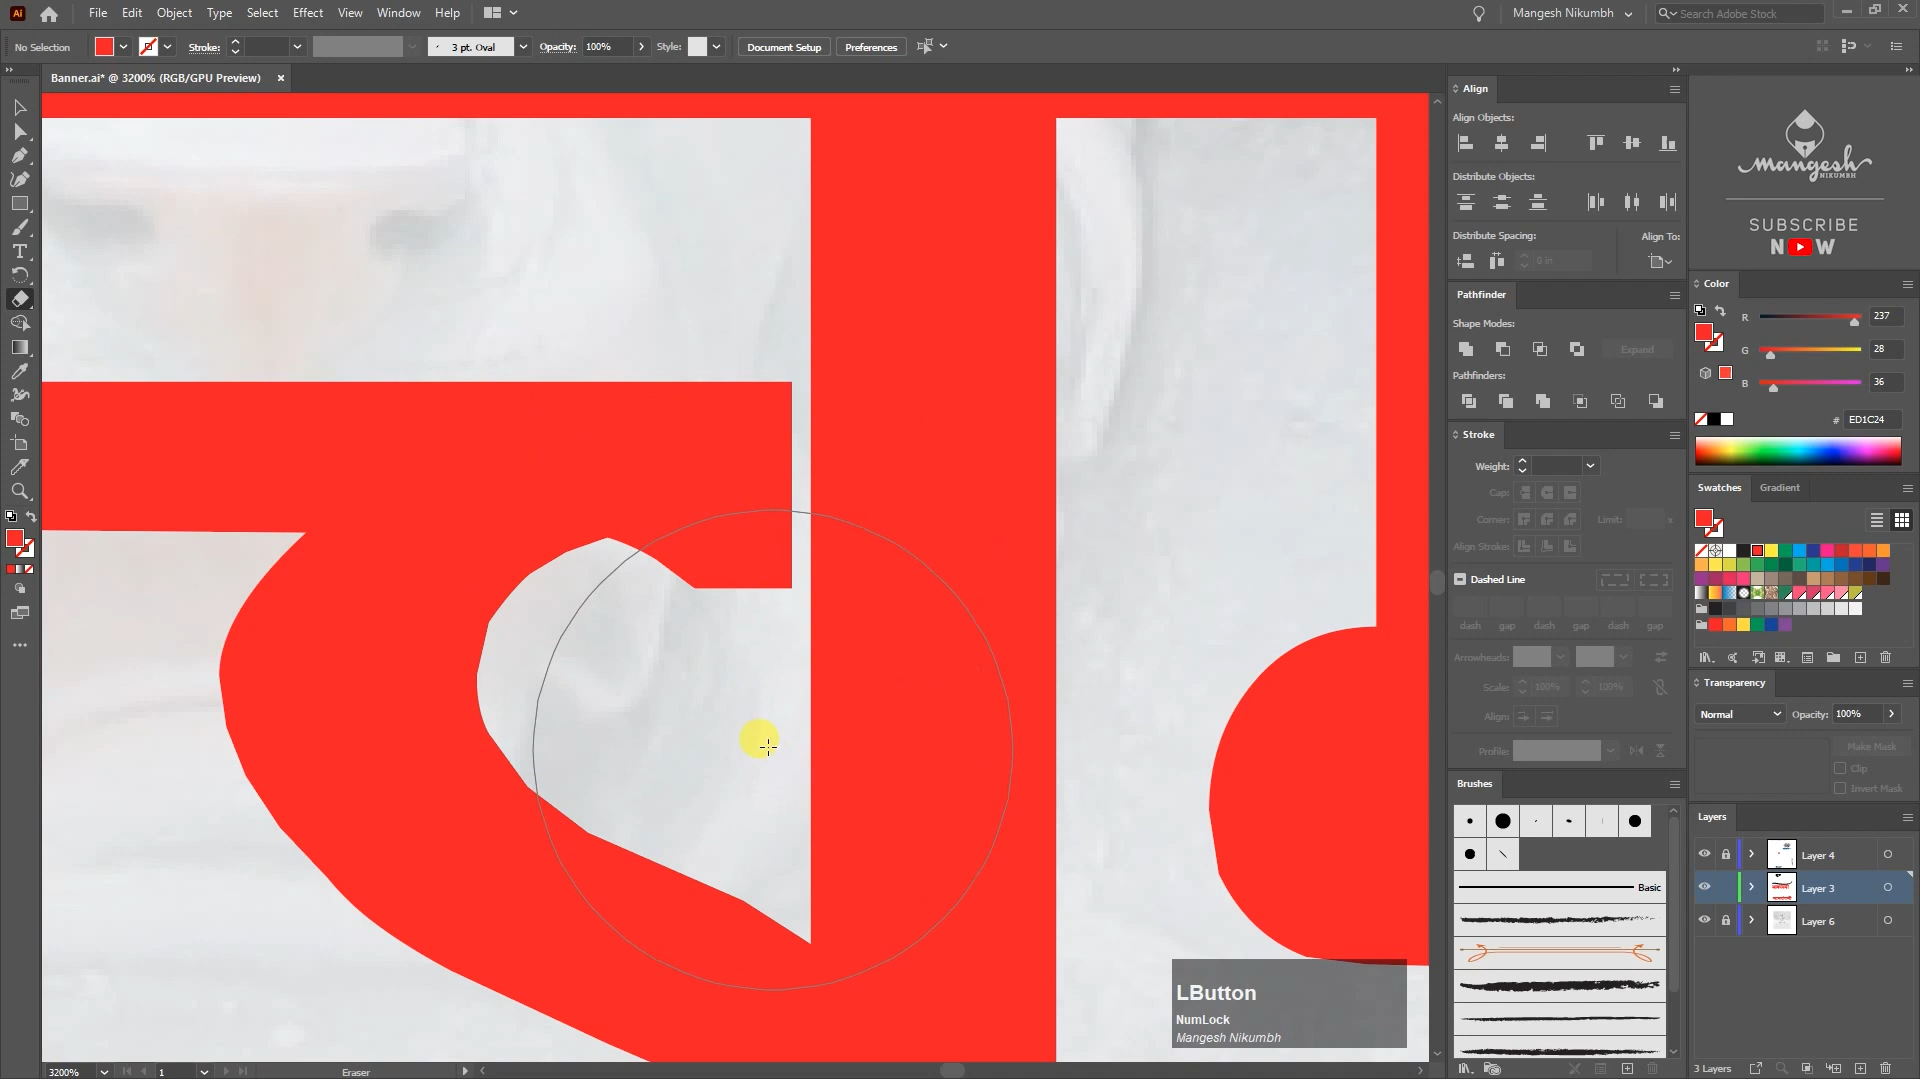 File Edit Object Type Select Effect View Window Help
Mangesh Nikumbh
Search Adobe Stock
No Selection
Stroke:
3 pt. Oval
Opacity: 100%
Style:
Document Setup
Preferences
Banner.ai* @ 3200% (RGB/GPU Preview)
Align
Align Objects:
Distribute Objects:
Distribute Spacing:
Align To:
0 in
Pathfinder
Shape Modes:
Expand
Pathfinders:
Stroke
Weight:
Cap:
Corner:
Limit:
x
Align Stroke:
Dashed Line
dash gap dash gap dash gap
Arrowheads:
Scale: 100% 100%
Align:
Profile:
Brushes
Basic
mangesh
NIKUMBH
SUBSCRIBE
N W
Color
R 237
G 28
B 36
# ED1C24
Swatches Gradient
Transparency
Normal
Opacity: 100%
Make Mask
Clip
Invert Mask
Layers
Layer 4
Layer 3
Layer 6
3 Layers
LButton
NumLock
Mangesh Nikumbh
3200%
1
Eraser